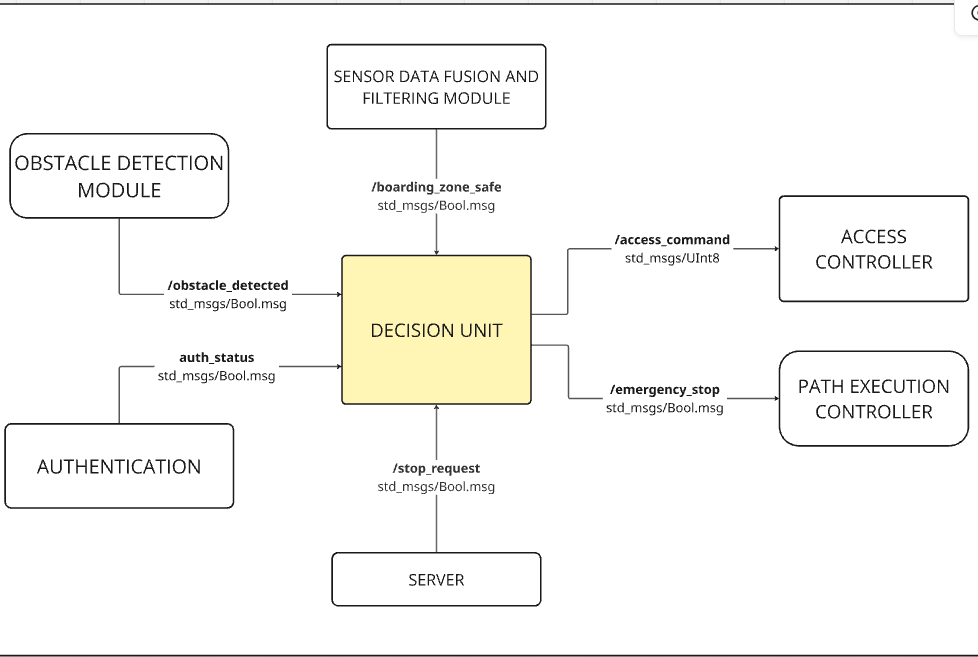 SENSOR DATA FUSION AND
FILTERING MODULE
OBSTACLE DETECTION
MODULE
/boarding_zone_safe
std_msgs/Bool.msg
/access_command
std_msgs/UInt8
ACCESS
CONTROLLER
/obstacle_detected
std_msgs/Bool.msg
DECISION UNIT
auth_status
std_msgs/Bool.msg
/emergency_stop
std_msgs/Bool.msg
PATH EXECUTION
CONTROLLER
AUTHENTICATION
/stop_request
std_msgs/Bool.msg
SERVER